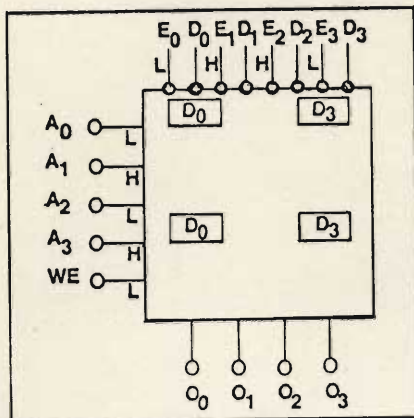 E0 D0 E1 D1 E2 D2 E3 D3
L H H L
D0 D3
A0 L
A1 H
A2 L
D0 D3
A3 H
WE L
O0 O1 O2 O3